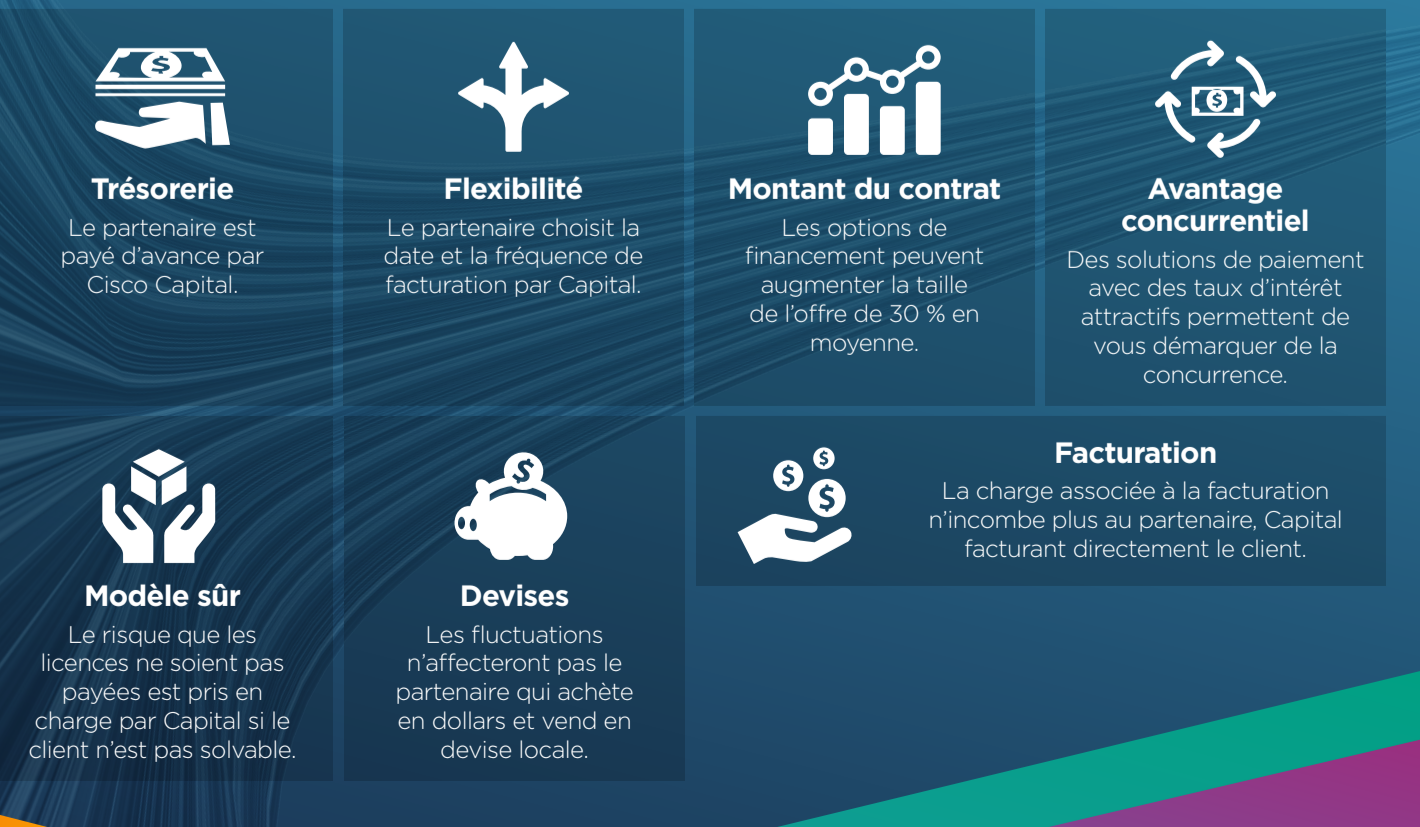 Trésorerie
Le partenaire est
payé d’avance par
Cisco Capital.
Flexibilité
Le partenaire choisit la
date et la fréquence de
facturation par Capital.
Montant du contrat
Les options de
financement peuvent
augmenter la taille
de l’offre de 30 % en
moyenne.
Avantage
concurrentiel
Des solutions de paiement
avec des taux d’intérêt
attractifs permettent de
vous démarquer de la
concurrence.
Modèle sûr
Le risque que les
licences ne soient pas
payées est pris en
charge par Capital si le
client n’est pas solvable.
Devises
Les fluctuations
n’affecteront pas le
partenaire qui achète
en dollars et vend en
devise locale.
Facturation
La charge associée à la facturation
n’incombe plus au partenaire, Capital
facturant directement le client.